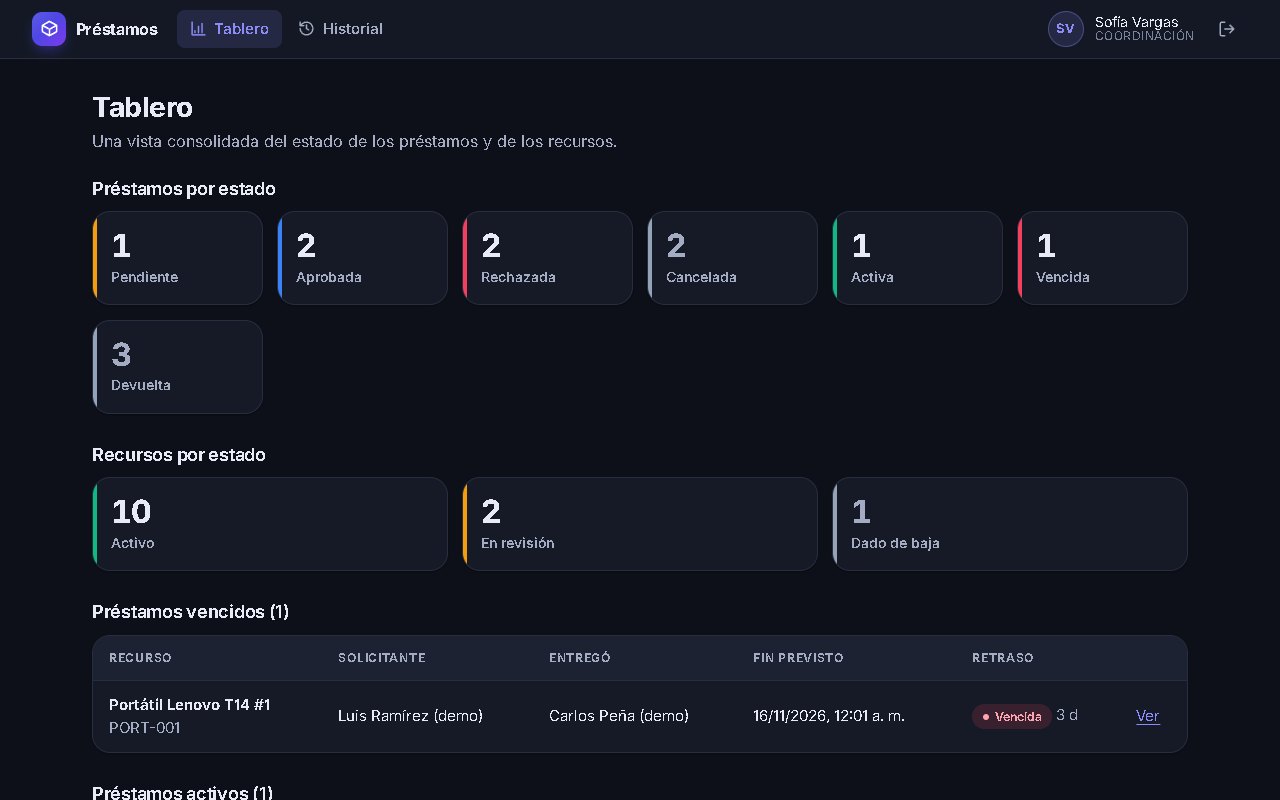 Préstamos
Tablero
Historial
SV
Sofía Vargas
COORDINACIÓN
Tablero
Una vista consolidada del estado de los préstamos y de los recursos.
Préstamos por estado
1
Pendiente
2
Aprobada
2
Rechazada
2
Cancelada
1
Activa
1
Vencida
3
Devuelta
Recursos por estado
10
Activo
2
En revisión
1
Dado de baja
Préstamos vencidos (1)
RECURSO SOLICITANTE ENTREGÓ FIN PREVISTO RETRASO
Portátil Lenovo T14 #1
PORT-001
Luis Ramírez (demo)
Carlos Peña (demo)
16/11/2026, 12:01 a. m.
Vencida 3 d
Ver
Préstamos activos (1)